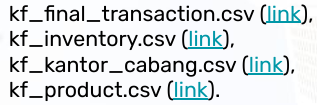 kf_final_transaction.csv (link),
kf_inventory.csv (link),
kf_kantor_cabang.csv (link),
kf_product.csv (link).